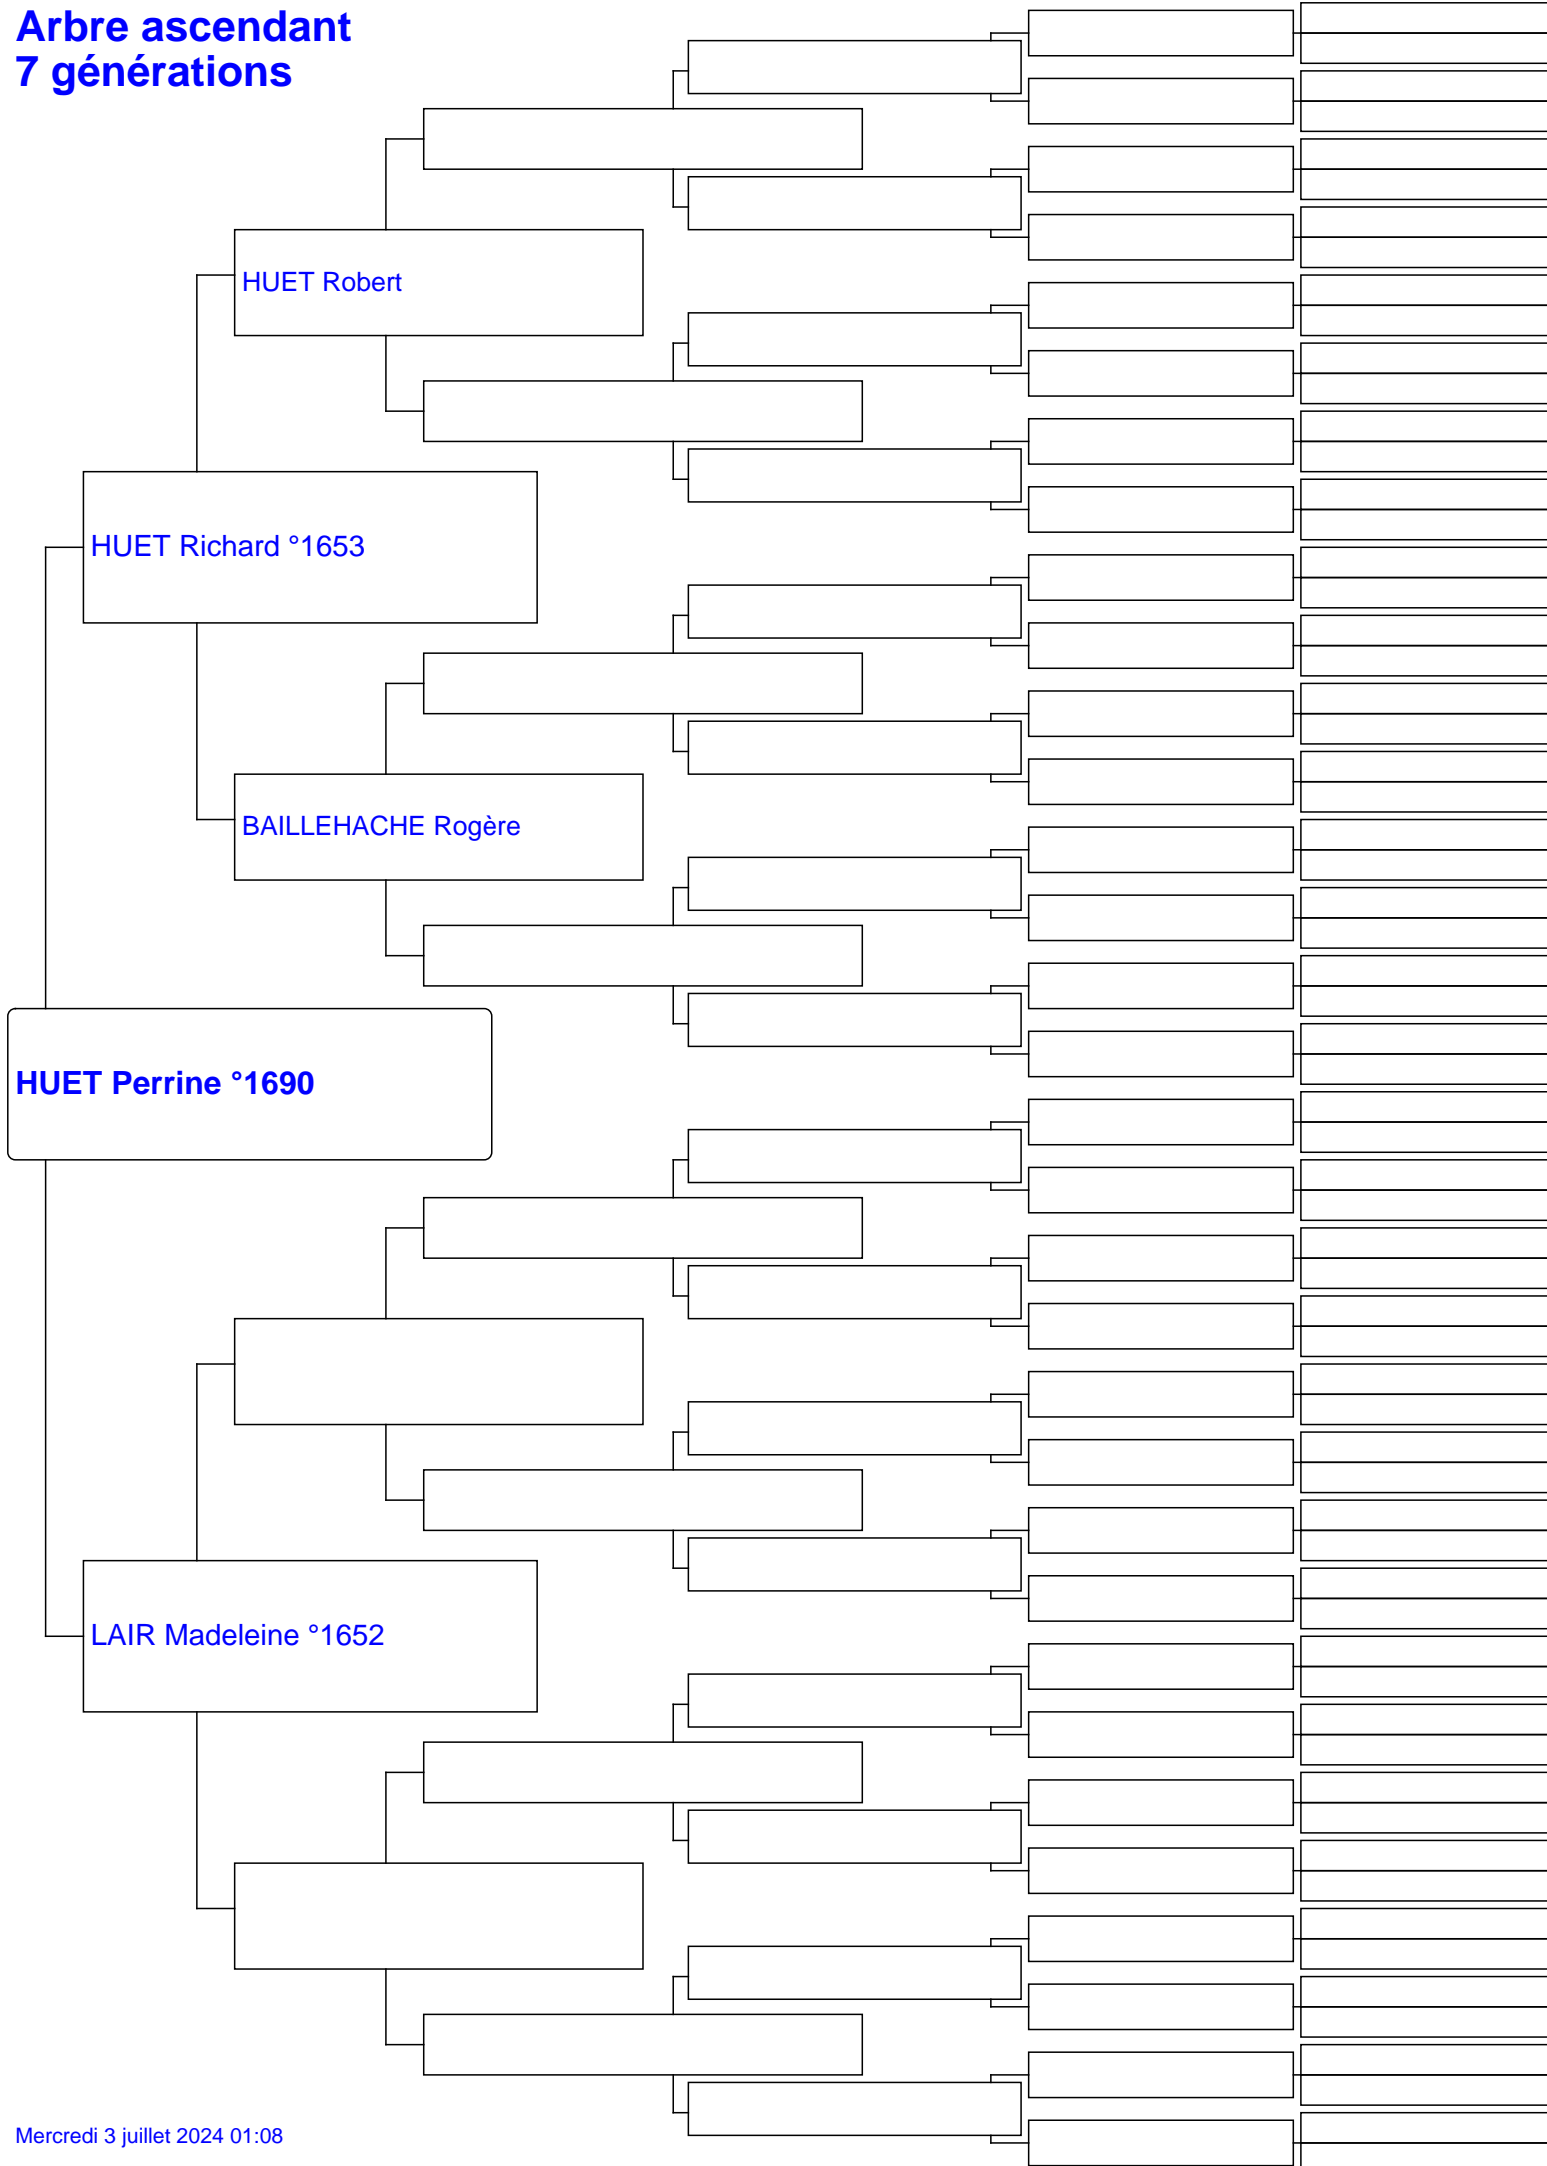 Arbre ascendant
7 générations
HUET Robert
HUET Richard °1653
BAILLEHACHE Rogère
HUET Perrine °1690
LAIR Madeleine °1652
Mercredi 3 juillet 2024 01:08